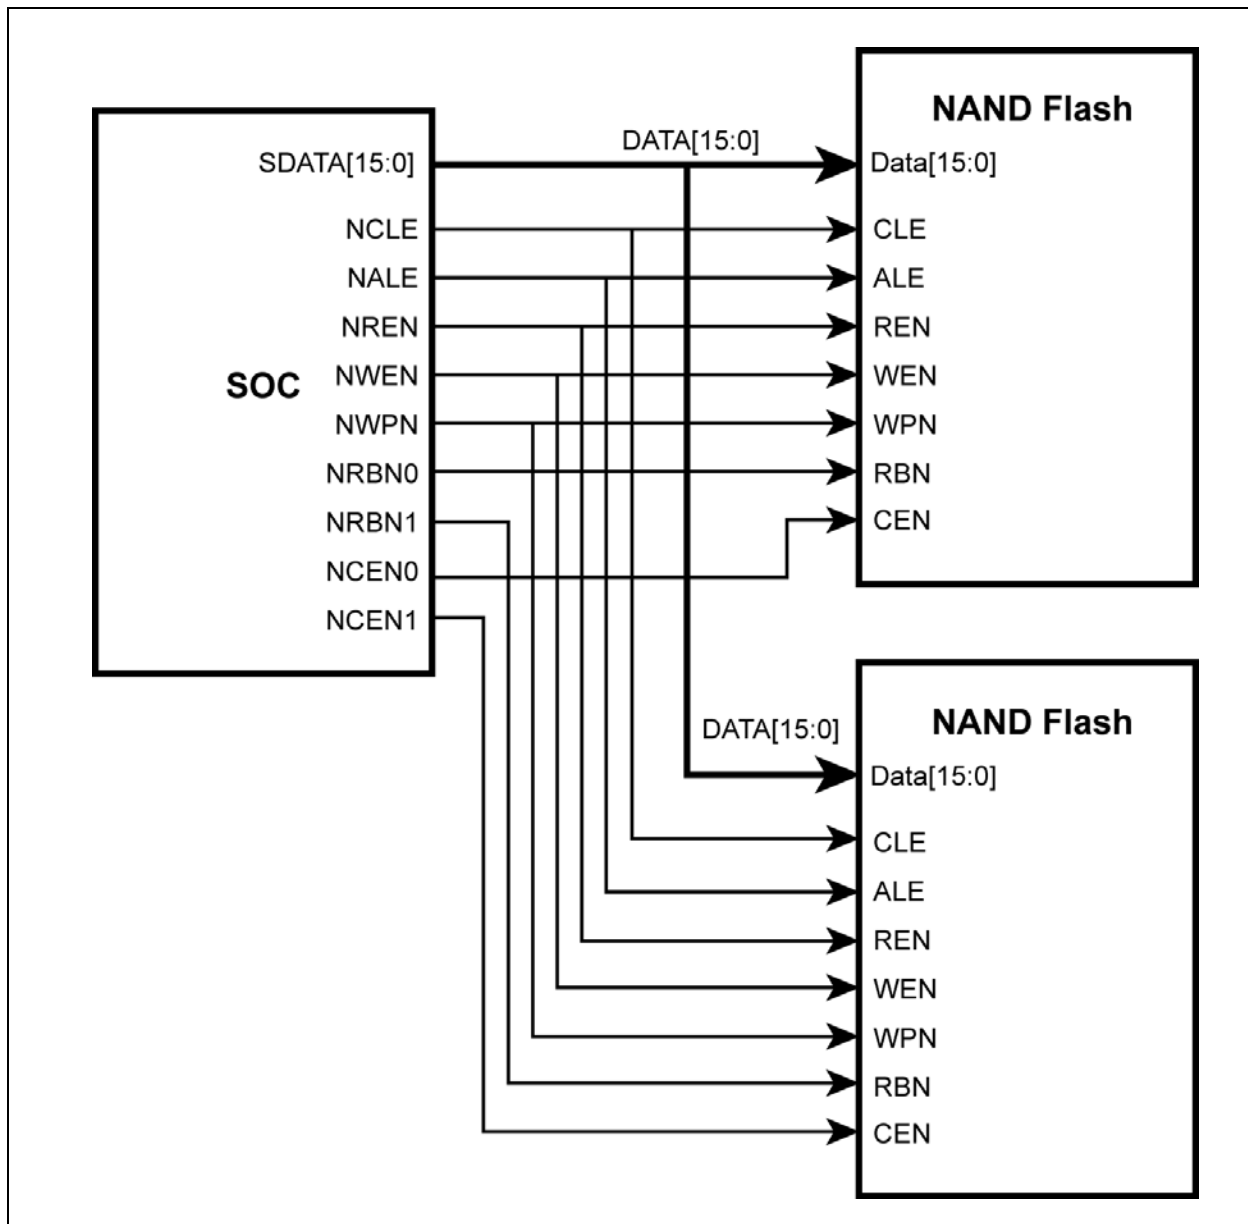 SOC
SDATA[15:0]
NCLE
NALE
NREN
NWEN
NWPN
NRBN0
NRBN1
NCEN0
NCEN1
DATA[15:0]
NAND Flash
Data[15:0]
CLE
ALE
REN
WEN
WPN
RBN
CEN
DATA[15:0]
NAND Flash
Data[15:0]
CLE
ALE
REN
WEN
WPN
RBN
CEN